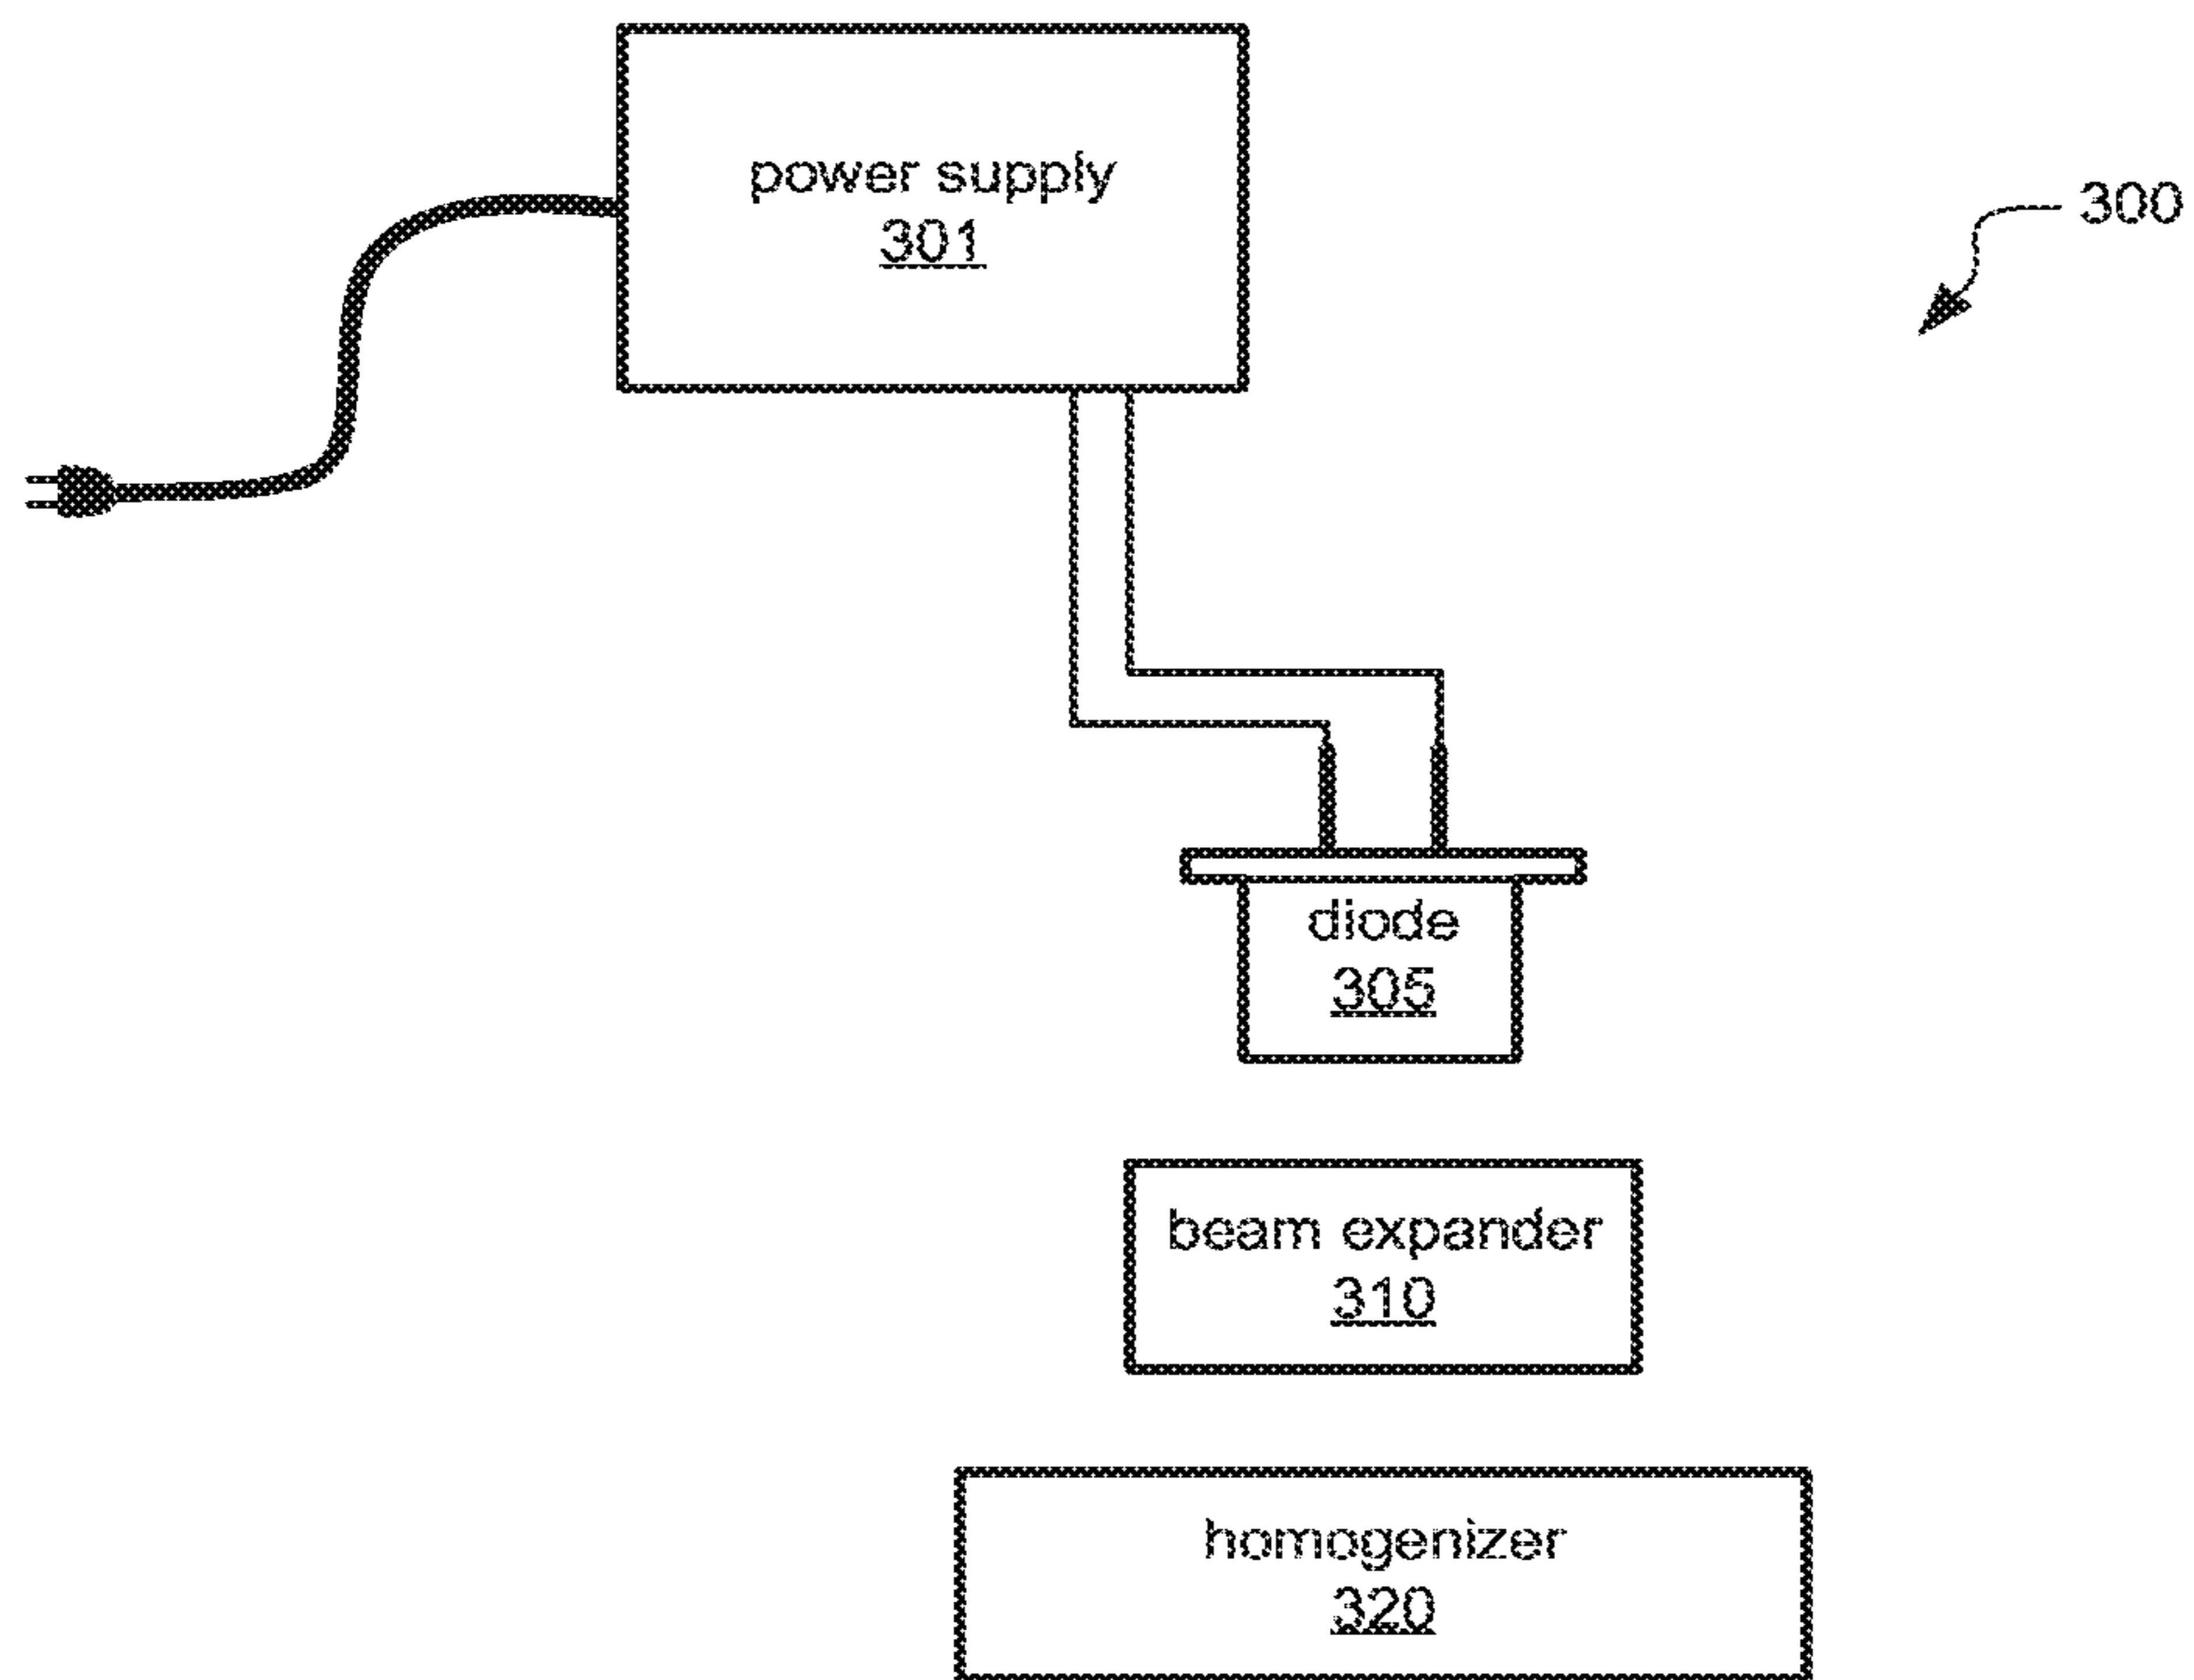 power supply
301
300
diode
305
beam expander
310
homogenizer
320